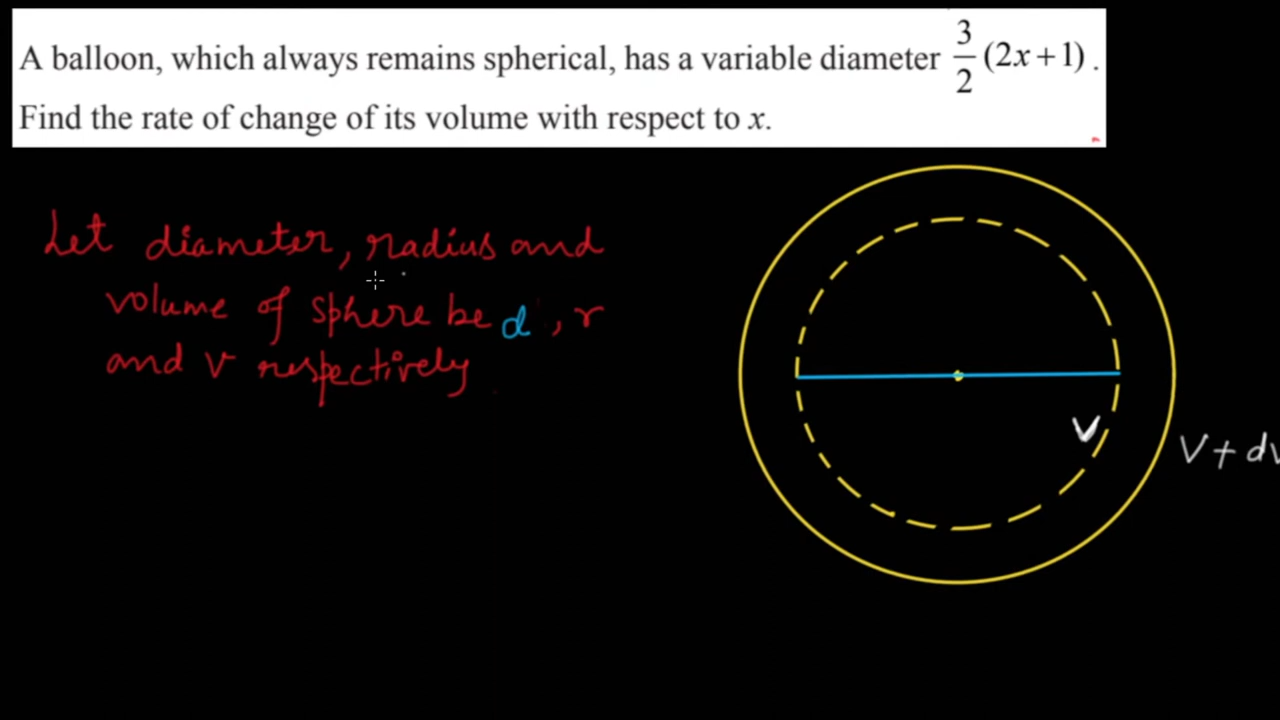 A balloon, which always remains spherical, has a variable diameter 3/2 (2x+1).
Find the rate of change of its volume with respect to x.
Let diameter, radius and
volume of sphere be d, r
and v respectively
V
V + dv